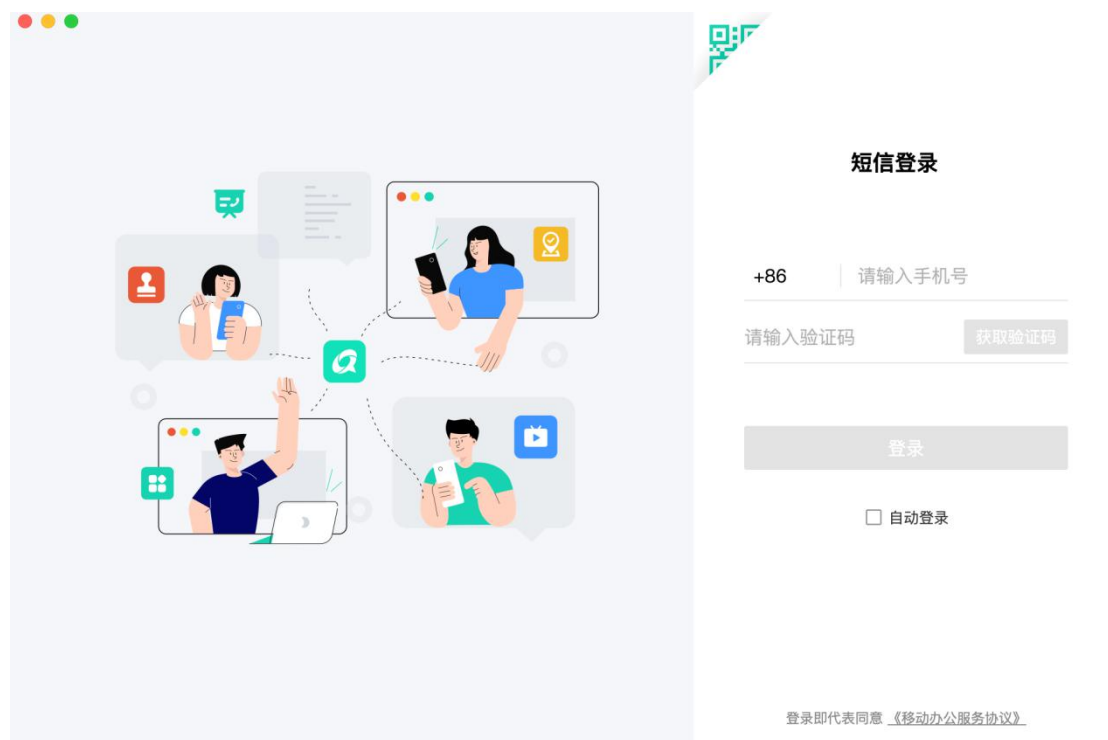 短信登录
+86 请输入手机号
请输入验证码 获取验证码
登录
自动登录
登录即代表同意 《移动办公服务协议》